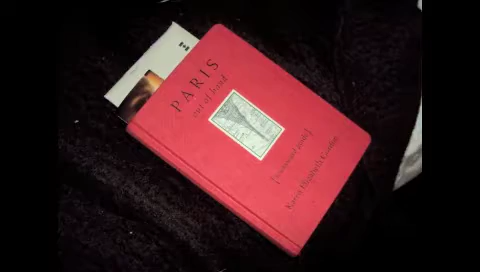 PARIS
out of hand
[a wayward guide]
Karen Elizabeth Gordon